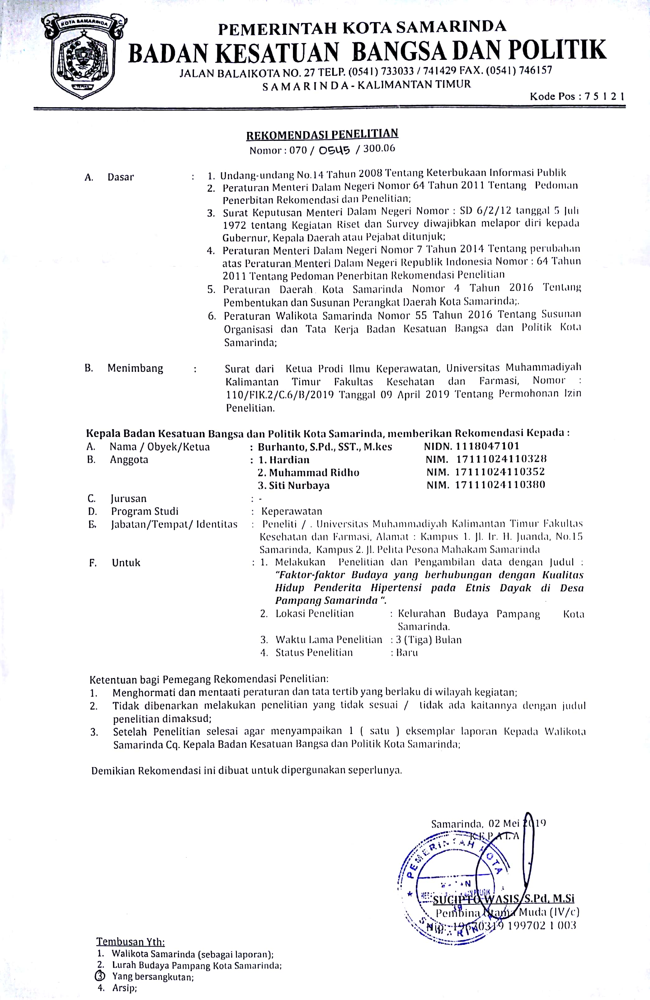 KOTA SAMARINDA
TEPIAN
PEMERINTAH KOTA SAMARINDA
BADAN KESATUAN BANGSA DAN POLITIK
JALAN BALAIKOTA NO. 27 TELP. (0541) 733033 / 741429 FAX. (0541) 746157
SAMARINDA - KALIMANTAN TIMUR
Kode Pos : 75121
REKOMENDASI PENELITIAN
Nomor : 070 / 0545 / 300.06
A. Dasar : 1. Undang-undang No.14 Tahun 2008 Tentang Keterbukaan Informasi Publik
2. Peraturan Menteri Dalam Negeri Nomor 64 Tahun 2011 Tentang Pedoman
Penerbitan Rekomendasi dan Penelitian;
3. Surat Keputusan Menteri Dalam Negeri Nomor : SD 6/2/12 tanggal 5 Juli
1972 tentang Kegiatan Riset dan Survey diwajibkan melapor diri kepada
Gubernur, Kepala Daerah atau Pejabat ditunjuk;
4. Peraturan Menteri Dalam Negeri Nomor 7 Tahun 2014 Tentang perubahan
atas Peraturan Menteri Dalam Negeri Republik Indonesia Nomor : 64 Tahun
2011 Tentang Pedoman Penerbitan Rekomendasi Penelitian
5. Peraturan Daerah Kota Samarinda Nomor 4 Tahun 2016 Tentang
Pembentukan dan Susunan Perangkat Daerah Kota Samarinda;.
6. Peraturan Walikota Samarinda Nomor 55 Tahun 2016 Tentang Susunan
Organisasi dan Tata Kerja Badan Kesatuan Bangsa dan Politik Kota
Samarinda;
B. Menimbang : Surat dari Ketua Prodi Ilmu Keperawatan, Universitas Muhammadiyah
Kalimantan Timur Fakultas Kesehatan dan Farmasi, Nomor :
110/FIK.2/C.6/B/2019 Tanggal 09 April 2019 Tentang Permohonan Izin
Penelitian.
Kepala Badan Kesatuan Bangsa dan Politik Kota Samarinda, memberikan Rekomendasi Kepada :
A. Nama / Obyek/Ketua : Burhanto, S.Pd., SST., M.kes NIDN. 1118047101
B. Anggota : 1. Hardian NIM. 17111024110328
2. Muhammad Ridho NIM. 17111024110352
3. Siti Nurbaya NIM. 17111024110380
C. Jurusan : -
D. Program Studi : Keperawatan
E. Jabatan/Tempat/ Identitas : Peneliti / . Universitas Muhammadiyah Kalimantan Timur Fakultas
Kesehatan dan Farmasi, Alamat : Kampus 1. Jl. Ir. H. Juanda, No.15
Samarinda, Kampus 2. Jl. Pelita Pesona Mahakam Samarinda
F. Untuk : 1. Melakukan Penelitian dan Pengambilan data dengan Judul :
"Faktor-faktor Budaya yang berhubungan dengan Kualitas
Hidup Penderita Hipertensi pada Etnis Dayak di Desa
Pampang Samarinda ".
2. Lokasi Penelitian : Kelurahan Budaya Pampang Kota
Samarinda.
3. Waktu Lama Penelitian : 3 (Tiga) Bulan
4. Status Penelitian : Baru
Ketentuan bagi Pemegang Rekomendasi Penelitian:
1. Menghormati dan mentaati peraturan dan tata tertib yang berlaku di wilayah kegiatan;
2. Tidak dibenarkan melakukan penelitian yang tidak sesuai / tidak ada kaitannya dengan judul
penelitian dimaksud;
3. Setelah Penelitian selesai agar menyampaikan 1 ( satu ) eksemplar laporan Kepada Walikota
Samarinda Cq. Kepala Badan Kesatuan Bangsa dan Politik Kota Samarinda;
Demikian Rekomendasi ini dibuat untuk dipergunakan seperlunya.
Samarinda, 02 Mei 2019
KEPALA
PEMERINTAH KOTA
SAMARINDA
SUCIPTO WASIS, S.Pd, M.Si
Pembina Utama Muda (IV/c)
Nip. 19670319 199702 1 003
Tembusan Yth:
1. Walikota Samarinda (sebagai laporan);
2. Lurah Budaya Pampang Kota Samarinda;
3 Yang bersangkutan;
4. Arsip;